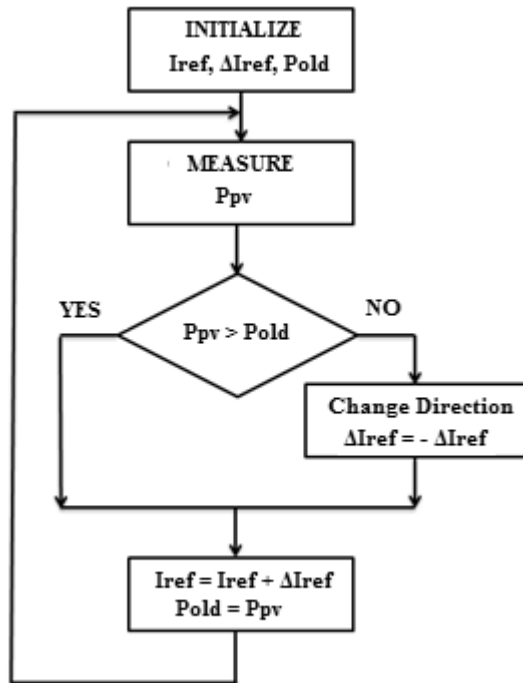 INITIALIZE
Iref, ΔIref, Pold
MEASURE
Ppv
YES
NO
Ppv > Pold
Change Direction
ΔIref = - ΔIref
Iref = Iref + ΔIref
Pold = Ppv